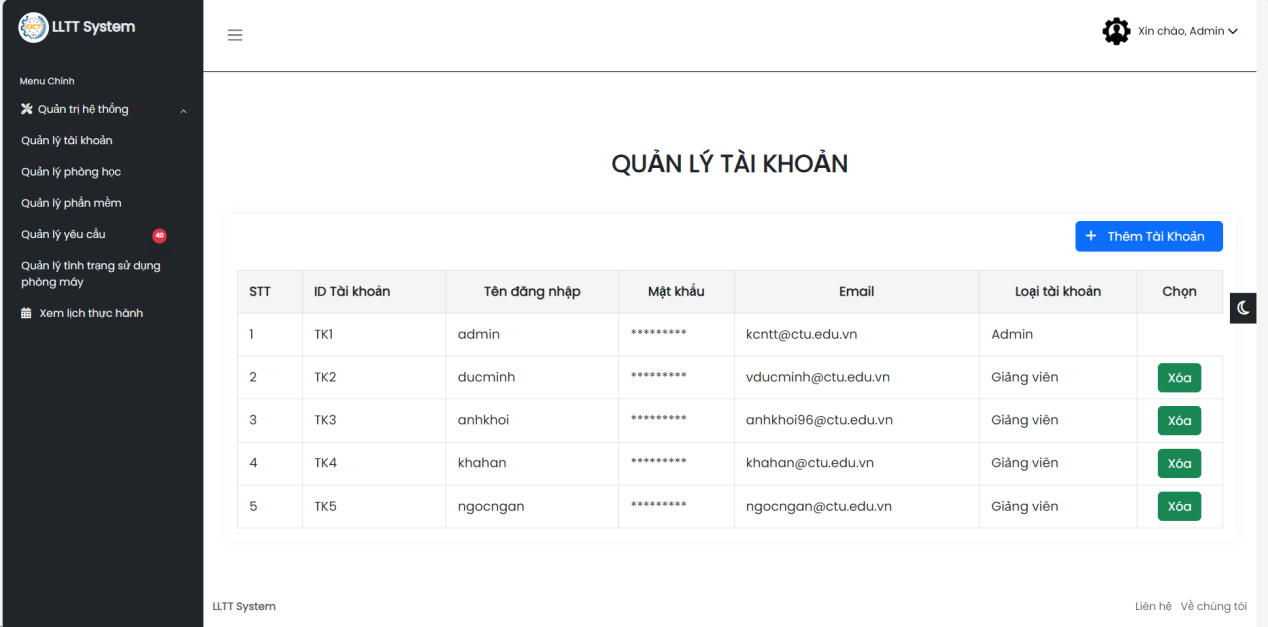 LLTT System
Xin chào, Admin
Menu Chính
Quản trị hệ thống
Quản lý tài khoản
Quản lý phòng học
Quản lý phần mềm
Quản lý yêu cầu 40
Quản lý tình trạng sử dụng
phòng máy
Xem lịch thực hành
QUẢN LÝ TÀI KHOẢN
+ Thêm Tài Khoản
STT ID Tài khoản Tên đăng nhập Mật khẩu Email Loại tài khoản Chọn
1 TK1 admin ********* kcntt@ctu.edu.vn Admin
2 TK2 ducminh ********* vducminh@ctu.edu.vn Giảng viên Xóa
3 TK3 anhkhoi ********* anhkhoi96@ctu.edu.vn Giảng viên Xóa
4 TK4 khahan ********* khahan@ctu.edu.vn Giảng viên Xóa
5 TK5 ngocngan ********* ngocngan@ctu.edu.vn Giảng viên Xóa
LLTT System
Liên hệ Về chúng tôi